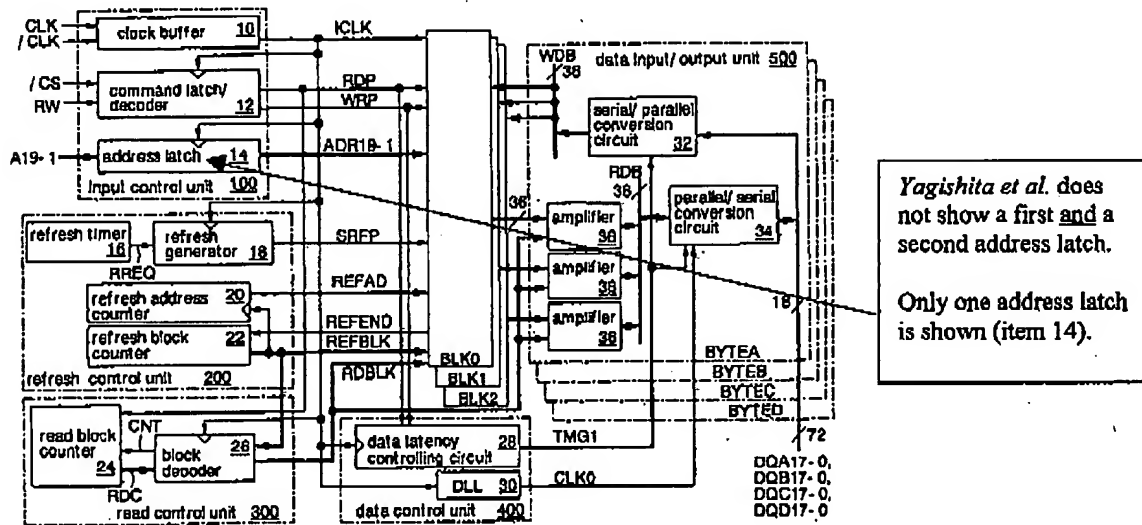 CLK
/CLK
clock buffer 10
ICLK
/CS
RW
command latch/
decoder 12
RDP
WRP
A19-1
address latch 14
ADR19-1
Input control unit 100
refresh timer
16
RREQ
refresh
generator 18
SRFP
refresh address
counter 20
REFAD
refresh block
counter 22
REFEND
REFBLK
RDBLK
refresh control unit 200
read block
counter
24
CNT
RDC
block
decoder
26
read control unit 300
BLK0
BLK1
BLK2
data latency
controlling circuit 28
TMG1
DLL 30
CLK0
data control unit 400
WDB
36
data input/output unit 500
serial/parallel
conversion
circuit
32
RDB
36
36
amplifier
36
amplifier
36
amplifier
36
parallel/serial
conversion
circuit
34
18
BYTEA
BYTEB
BYTEC
BYTED
72
DQA17-0,
DQB17-0,
DQC17-0,
DQD17-0
Yagishita et al. does
not show a first and a
second address latch.
Only one address latch
is shown (item 14).